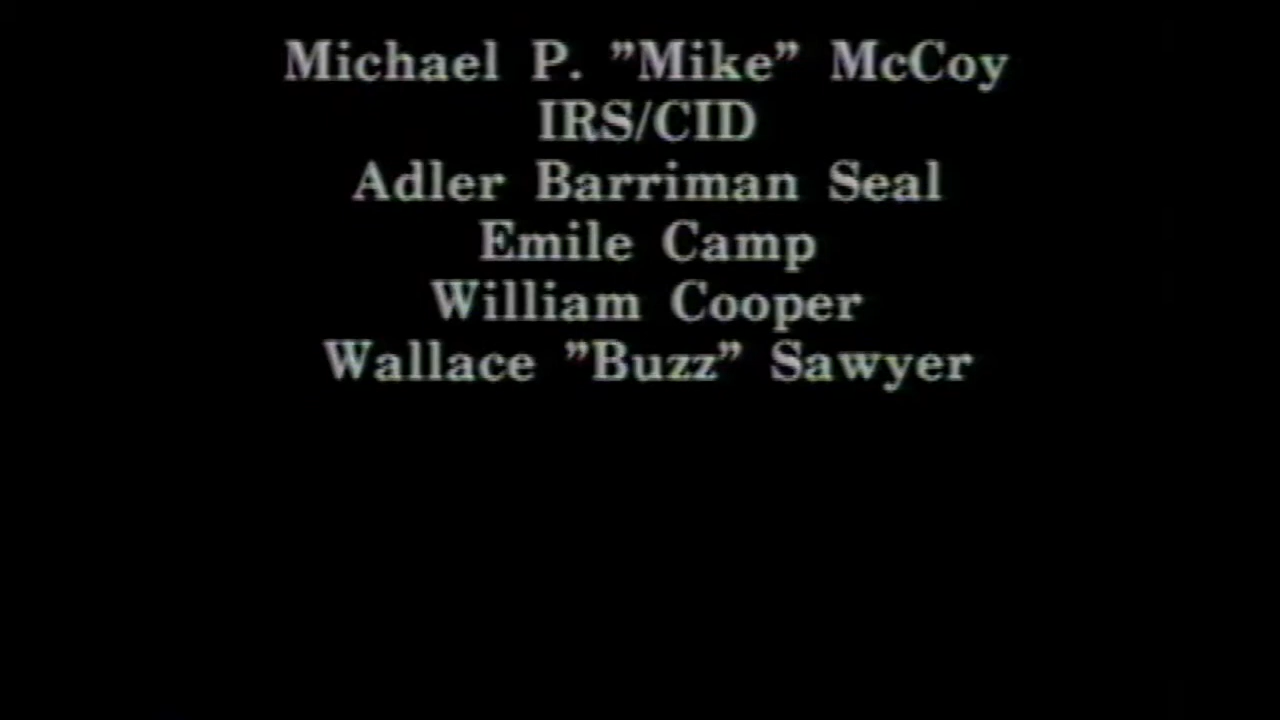 Michael P. ”Mike” McCoy
IRS/CID
Adler Barriman Seal
Emile Camp
William Cooper
Wallace ”Buzz” Sawyer